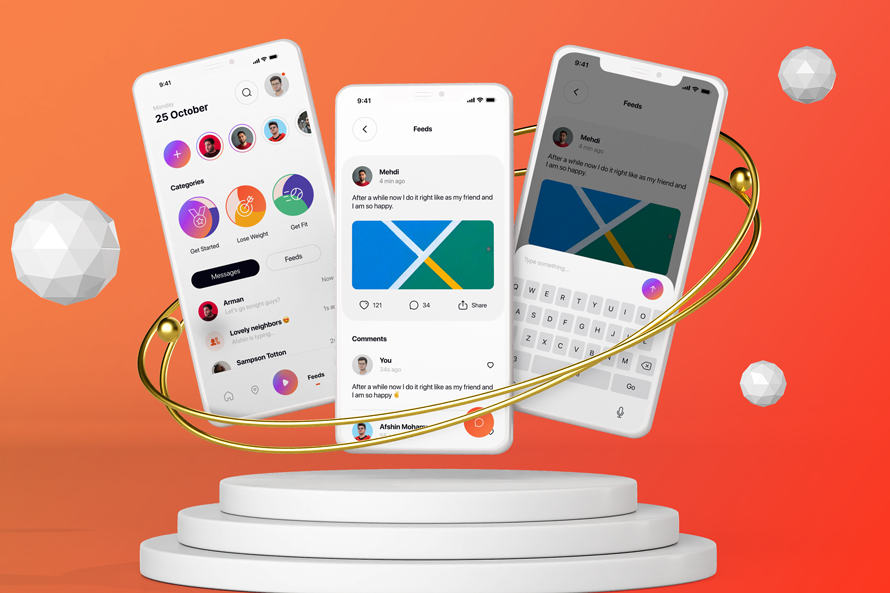 9:41
Monday
25 October
Categories
Get Started
Lose Weight
Get Fit
Messages
Feeds
Arman
Now
Let's go tonight guys?
Lovely neighbors 😍
Afshin is typing...
Sampson Totton
Feeds
9:41
Feeds
Mehdi
4 min ago
After a while now I do it right like as my friend and
I am so happy.
121
34
Share
Comments
You
34s ago
After a while now I do it right like as my friend and
I am so happy ✌️
Afshin
9:41
Feeds
Mehdi
4 min ago
After a while now I do it right like as my friend and
I am so happy.
Type something...
Q W E R T Y U I O
S D F G H J L
Z X C V B N M
Go